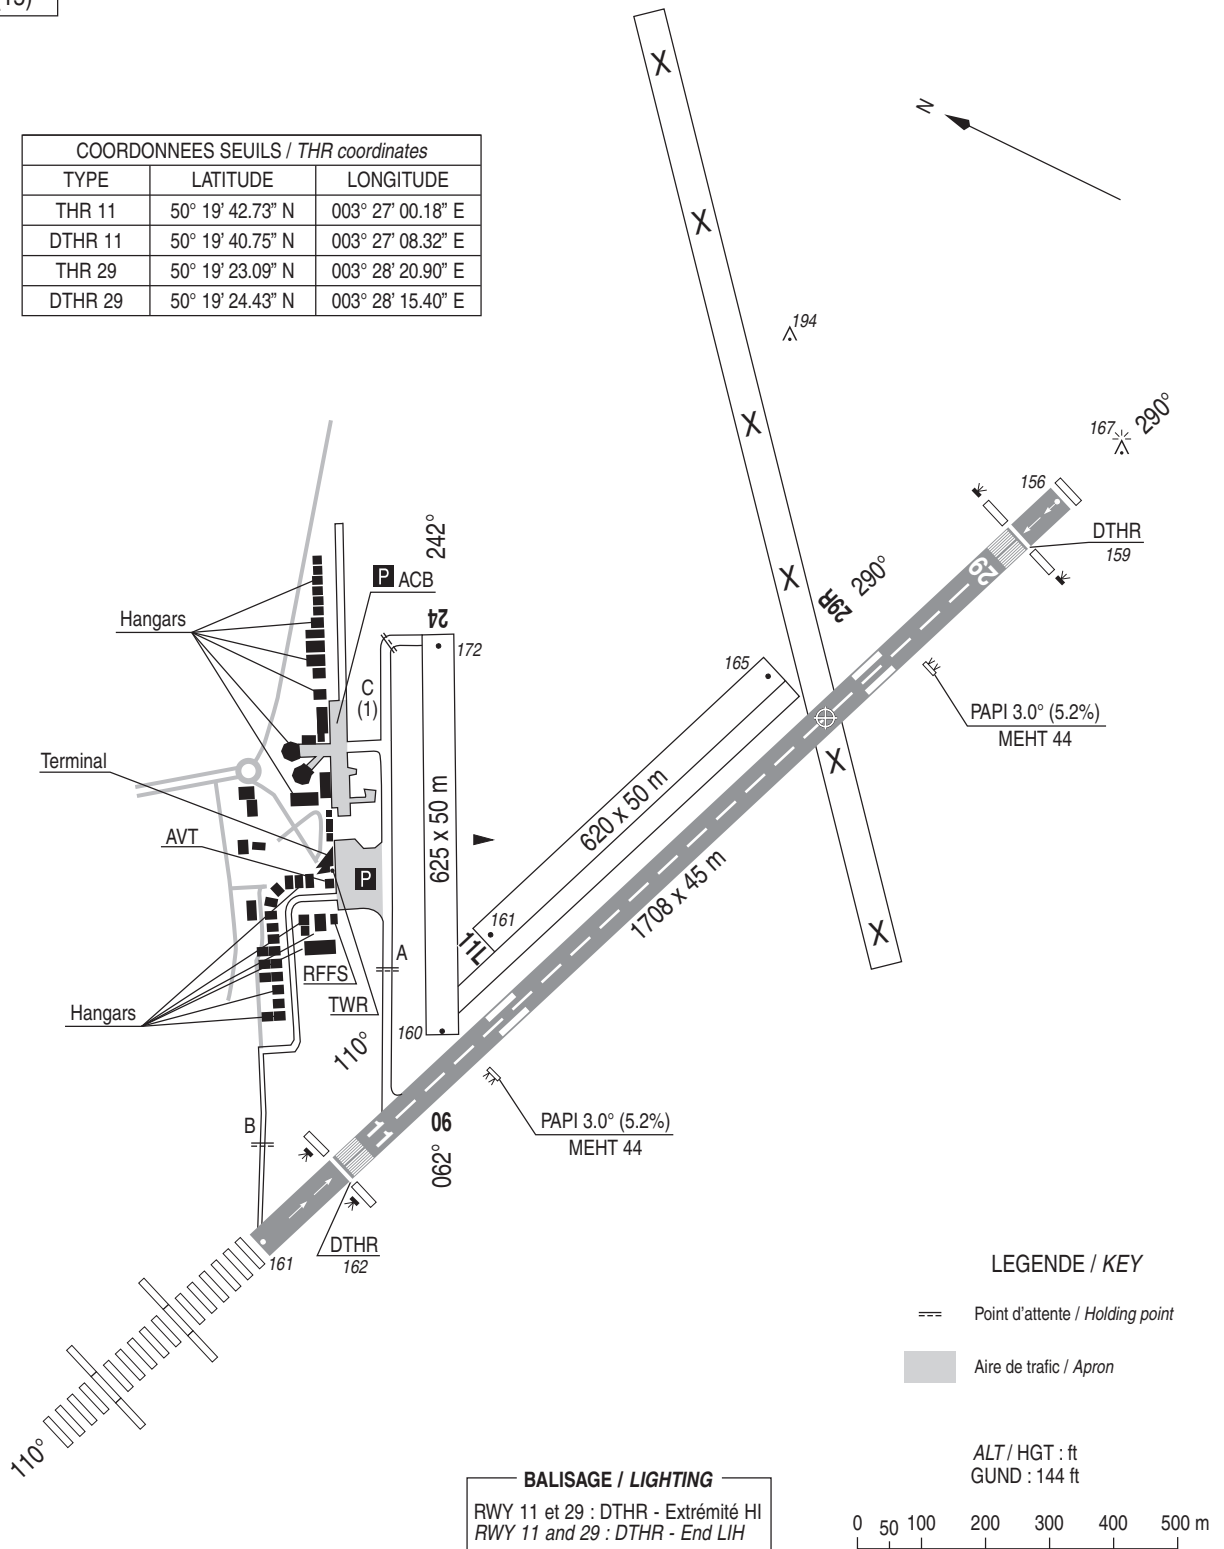 COORDONNEES SEUILS / THR coordinates
TYPE LATITUDE LONGITUDE
THR 11 50° 19' 42.73" N 003° 27' 00.18" E
DTHR 11 50° 19' 40.75" N 003° 27' 08.32" E
THR 29 50° 19' 23.09" N 003° 28' 20.90" E
DTHR 29 50° 19' 24.43" N 003° 28' 15.40" E
X
N
X
194
X
167
290°
156
DTHR
159
29
242°
P ACB
Hangars
24
172
C
(1)
X
29R 290°
165
PAPI 3.0° (5.2%)
MEHT 44
Terminal
X
625 x 50 m
620 x 50 m
1708 x 45 m
AVT
P
161
11L
X
A
RFFS
TWR
Hangars
160
110°
B
11
06
062°
PAPI 3.0° (5.2%)
MEHT 44
DTHR
162
161
110°
LEGENDE / KEY
Point d'attente / Holding point
Aire de trafic / Apron
ALT / HGT : ft
GUND : 144 ft
BALISAGE / LIGHTING
RWY 11 et 29 : DTHR - Extrémité HI
RWY 11 and 29 : DTHR - End LIH
0 50 100 200 300 400 500 m